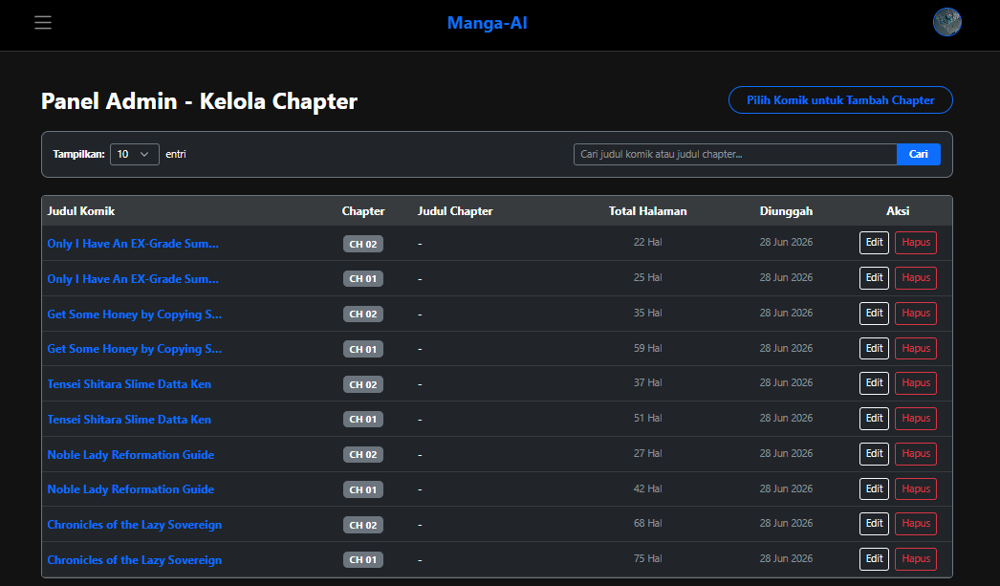 Manga-AI
Panel Admin - Kelola Chapter
Pilih Komik untuk Tambah Chapter
Tampilkan: 10 entri
Cari judul komik atau judul chapter...
Cari
Judul Komik Chapter Judul Chapter Total Halaman Diunggah Aksi
Only I Have An EX-Grade Sum... CH 02 - 22 Hal 28 Jun 2026 Edit Hapus
Only I Have An EX-Grade Sum... CH 01 - 25 Hal 28 Jun 2026 Edit Hapus
Get Some Honey by Copying S... CH 02 - 35 Hal 28 Jun 2026 Edit Hapus
Get Some Honey by Copying S... CH 01 - 59 Hal 28 Jun 2026 Edit Hapus
Tensei Shitara Slime Datta Ken CH 02 - 37 Hal 28 Jun 2026 Edit Hapus
Tensei Shitara Slime Datta Ken CH 01 - 51 Hal 28 Jun 2026 Edit Hapus
Noble Lady Reformation Guide CH 02 - 27 Hal 28 Jun 2026 Edit Hapus
Noble Lady Reformation Guide CH 01 - 42 Hal 28 Jun 2026 Edit Hapus
Chronicles of the Lazy Sovereign CH 02 - 68 Hal 28 Jun 2026 Edit Hapus
Chronicles of the Lazy Sovereign CH 01 - 75 Hal 28 Jun 2026 Edit Hapus